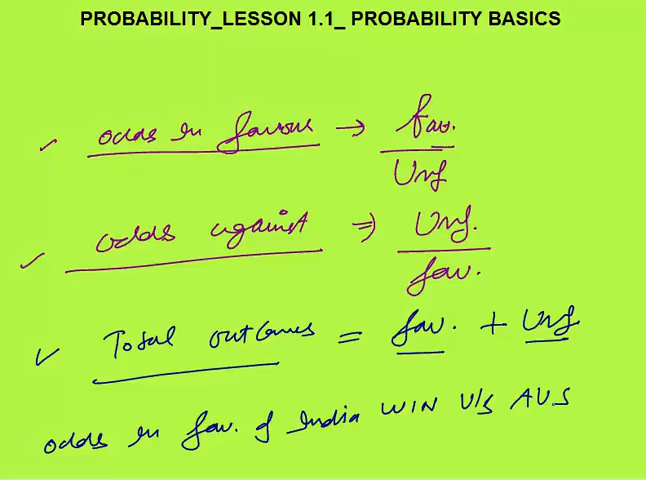 PROBABILITY_LESSON 1.1_ PROBABILITY BASICS
✓ odds in favour → fav. / Unf
✓ odds against ⇒ Unf. / fav.
✓ Total outcomes = fav. + Unf
odds in fav. of India WIN V/S AUS